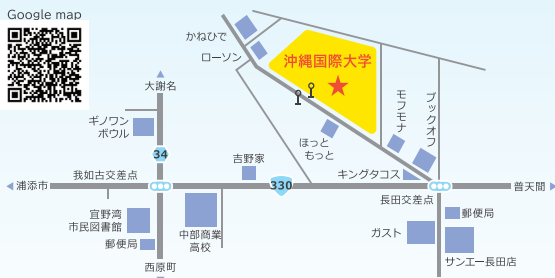 Google map
かねひで
ローソン
沖縄国際大学
大謝名
ギノワン
ボウル
34
モフモナ
ブックオフ
ほっと
もっと
吉野家
我如古交差点
キングタコス
浦添市
330
普天間
長田交差点
宜野湾
市民図書館
郵便局
中部商業
高校
西原町
郵便局
ガスト
サンエー長田店